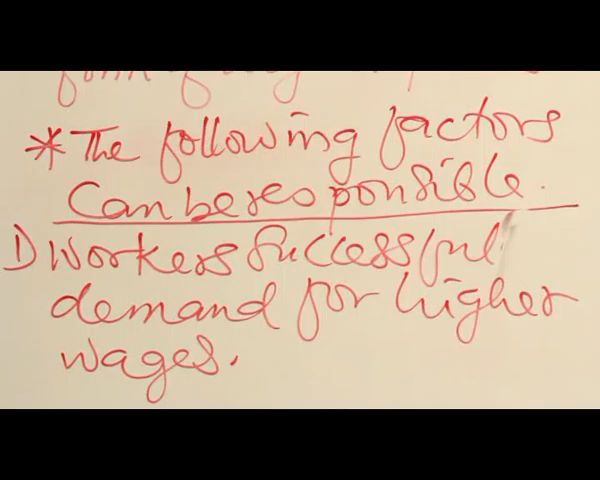 * The following factors
Can be responsible.
1) Workers Successful
demand for higher
wages.